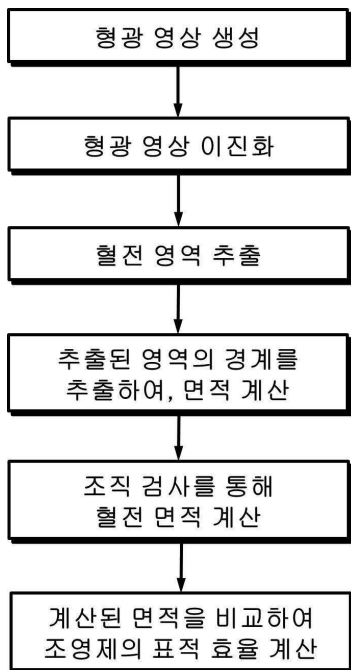 형광 영상 생성
형광 영상 이진화
혈전 영역 추출
추출된 영역의 경계를
추출하여, 면적 계산
조직 검사를 통해
혈전 면적 계산
계산된 면적을 비교하여
조영제의 표적 효율 계산